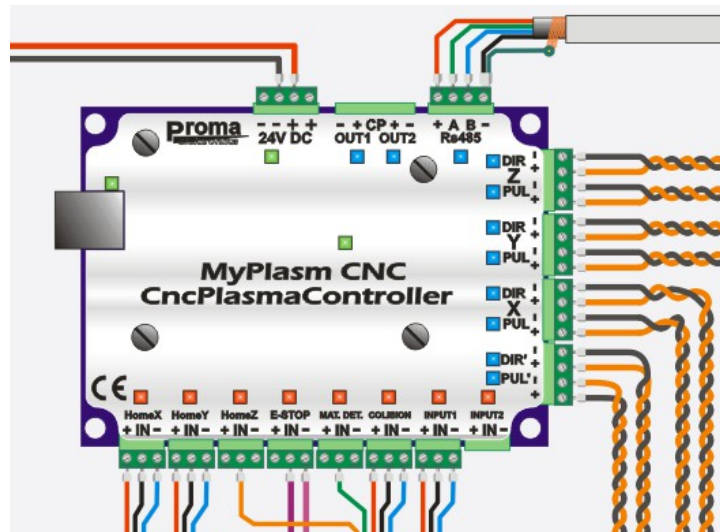 proma
- - + +
24V DC
- + CP + -
OUT1 OUT2
+ A B -
Rs485
DIR - +
Z
PUL - +
DIR - +
Y
PUL - +
DIR - +
X
PUL - +
DIR' -
+
PUL' -
+
MyPlasm CNC
CncPlasmaController
CE
HomeX HomeY HomeZ E-STOP MAT. DET. COLISION INPUT1 INPUT2
+ IN - + IN - + IN - + IN - + IN - + IN - + IN - + IN -